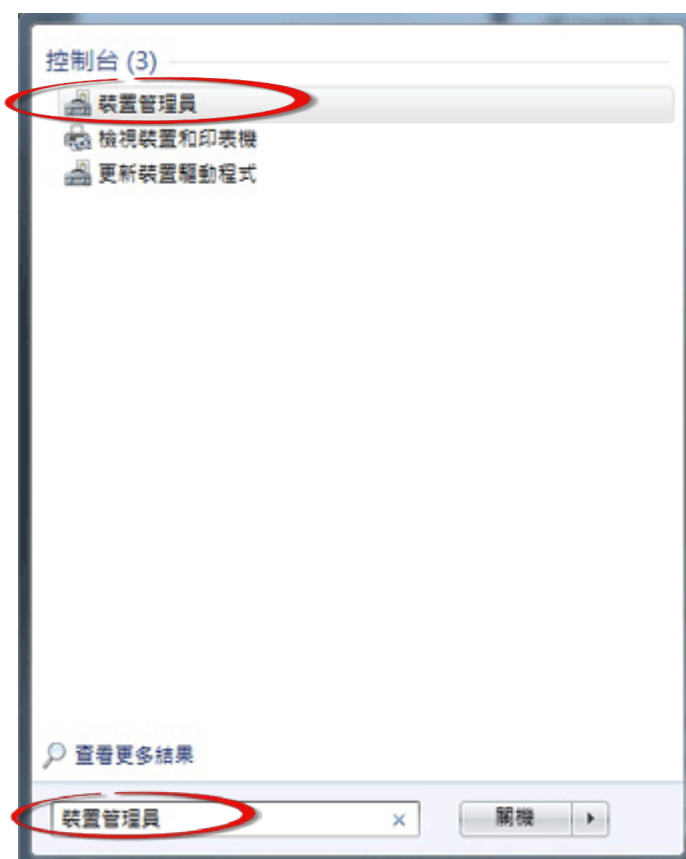 控制台 (3)
裝置管理員
檢視裝置和印表機
更新裝置驅動程式
查看更多結果
裝置管理員
關機